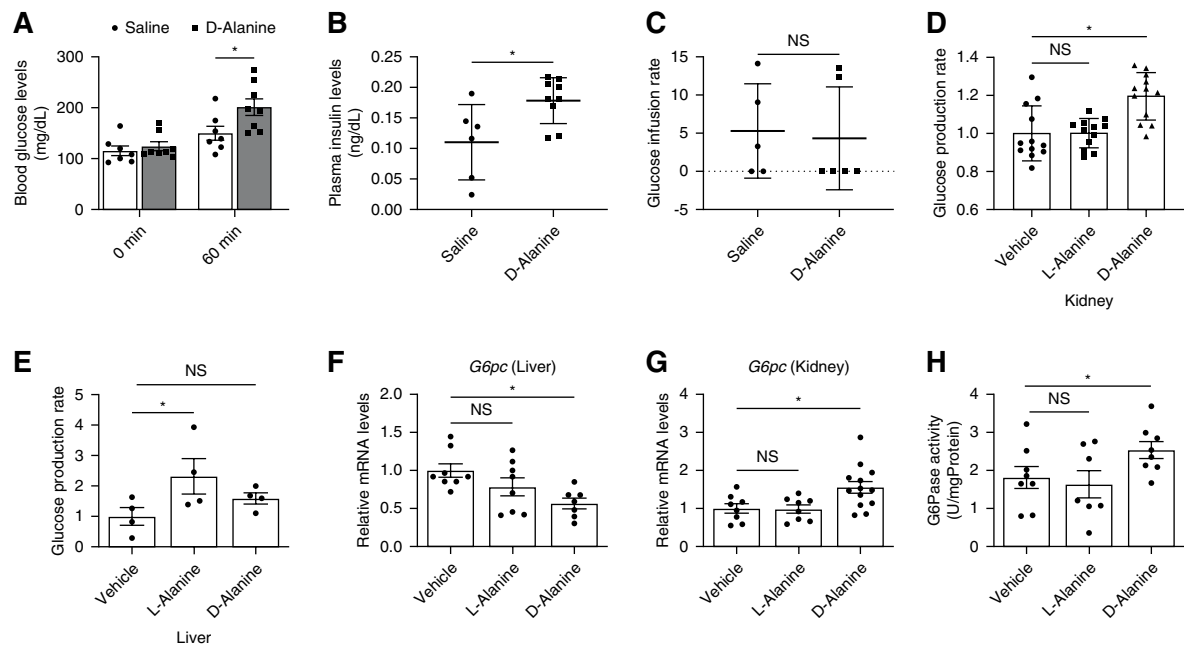 A
Saline
D-Alanine
Blood glucose levels
(mg/dL)
300
200
100
0
*
0 min
60 min
B
Plasma insulin levels
(ng/dL)
0.25
0.20
0.15
0.10
0.05
0.00
*
Saline
D-Alanine
C
Glucose infusion rate
15
10
5
0
-5
NS
Saline
D-Alanine
D
Glucose production rate
1.4
1.2
1.0
0.8
0.6
*
NS
Vehicle
L-Alanine
D-Alanine
Kidney
E
Glucose production rate
5
4
3
2
1
0
NS
*
Vehicle
L-Alanine
D-Alanine
Liver
F
G6pc (Liver)
Relative mRNA levels
2.0
1.5
1.0
0.5
0.0
*
NS
Vehicle
L-Alanine
D-Alanine
G
G6pc (Kidney)
Relative mRNA levels
4
3
2
1
0
*
NS
Vehicle
L-Alanine
D-Alanine
H
G6Pase activity
(U/mgProtein)
4
3
2
1
0
*
NS
Vehicle
L-Alanine
D-Alanine